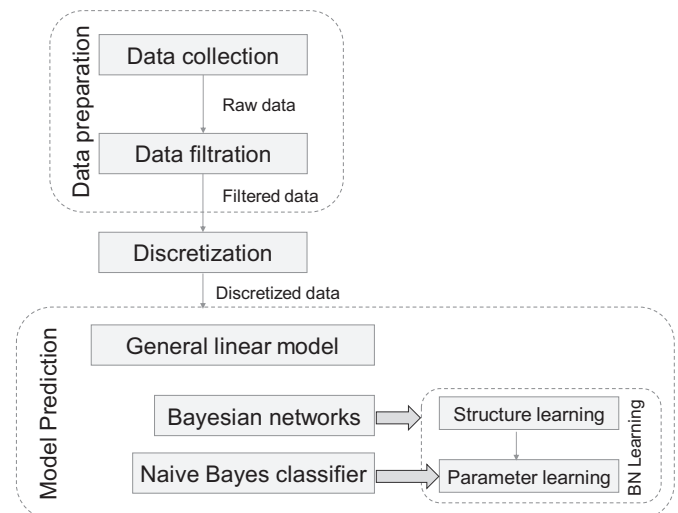 Data preparation
Data collection
Raw data
Data filtration
Filtered data
Discretization
Discretized data
Model Prediction
General linear model
Bayesian networks
Naive Bayes classifier
Structure learning
Parameter learning
BN Learning